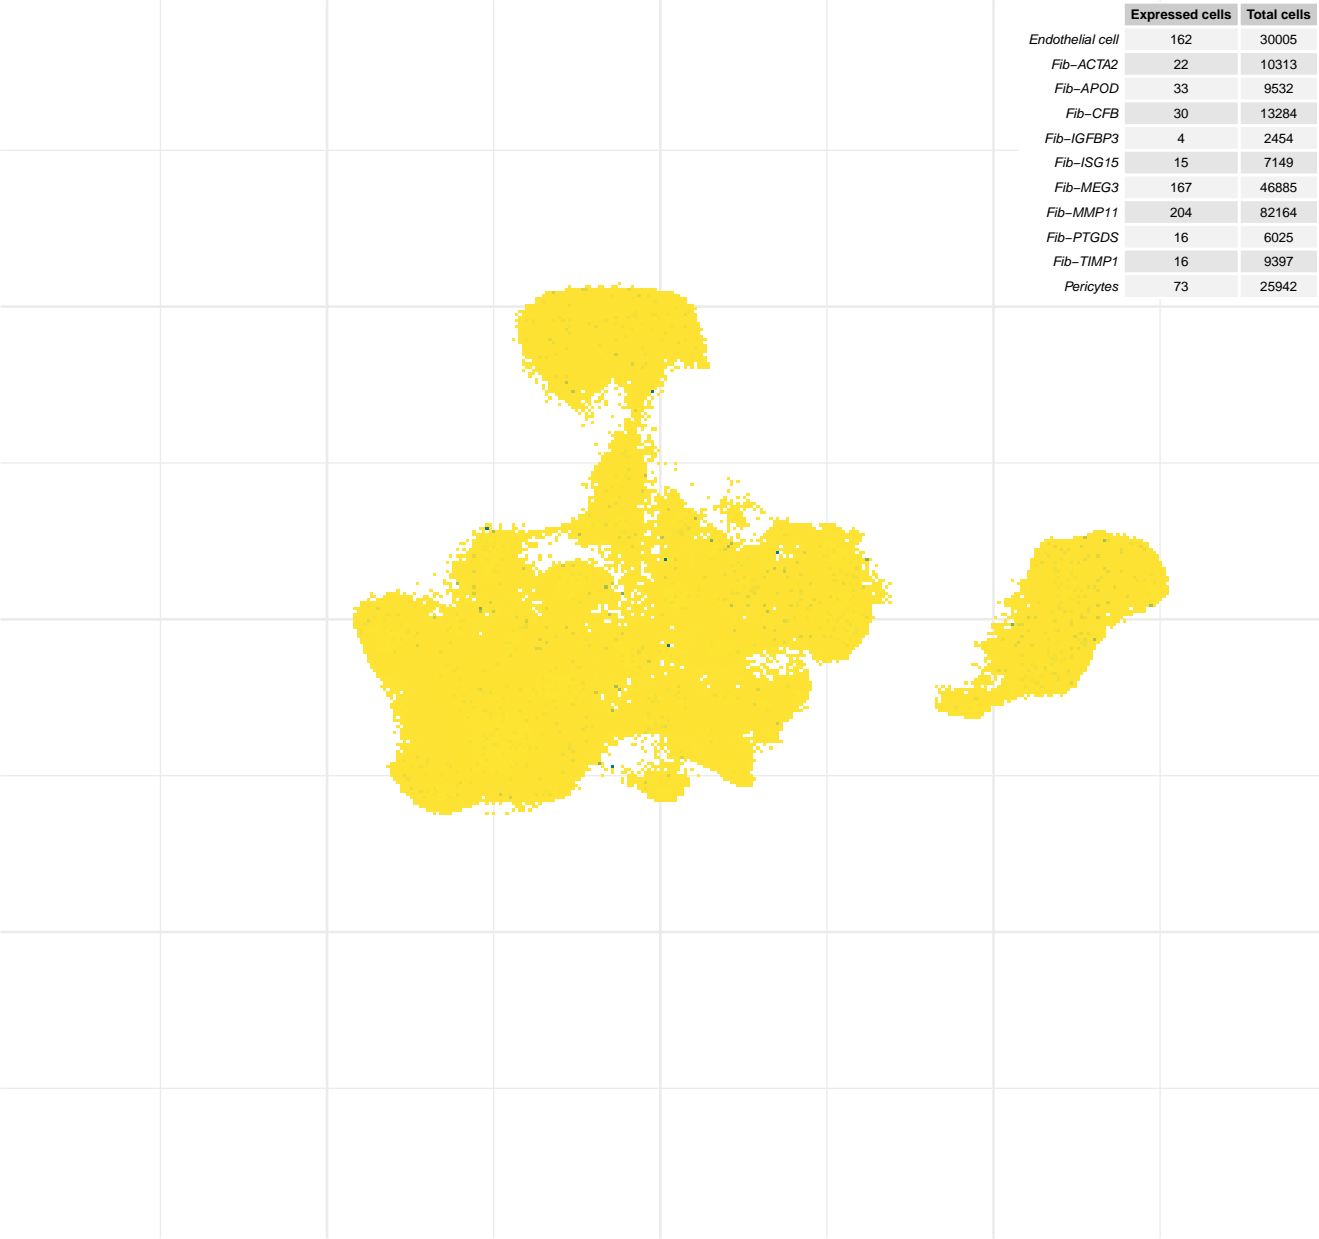 Expressed cells Total cells
Endothelial cell 162 30005
Fib−ACTA2 22 10313
Fib−APOD 33 9532
Fib−CFB 30 13284
Fib−IGFBP3 4 2454
Fib−ISG15 15 7149
Fib−MEG3 167 46885
Fib−MMP11 204 82164
Fib−PTGDS 16 6025
Fib−TIMP1 16 9397
Pericytes 73 25942